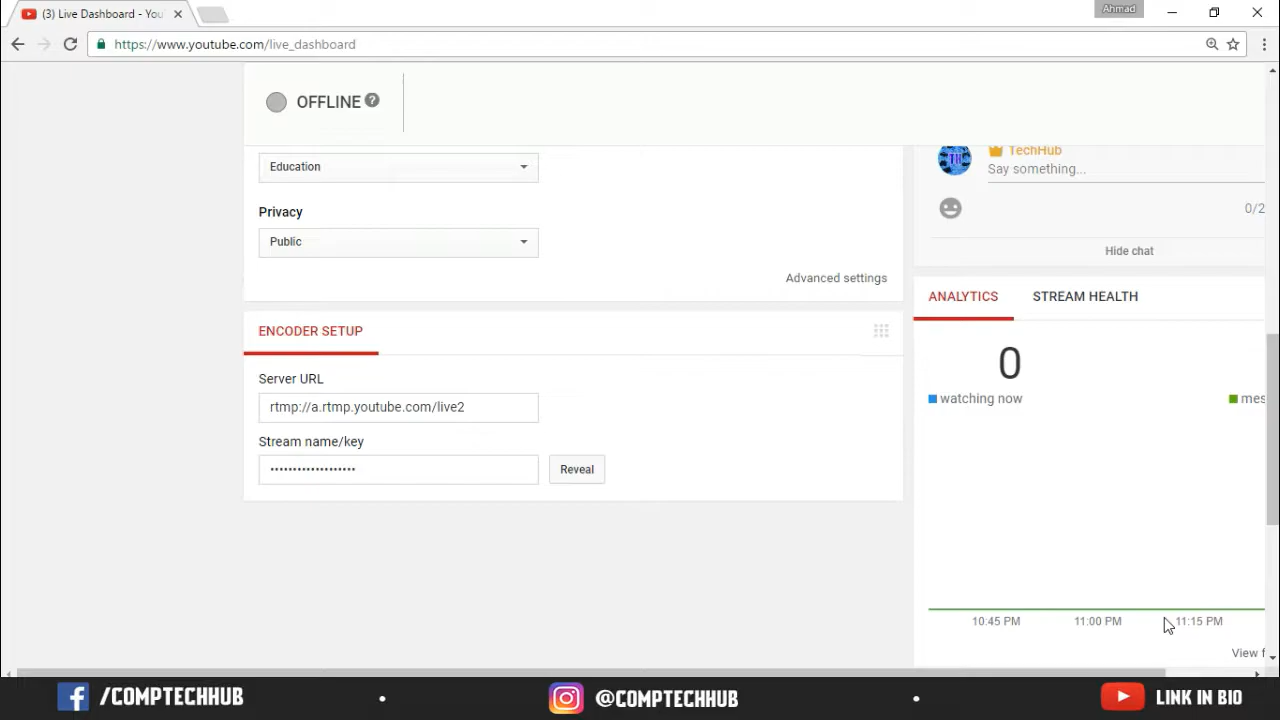 (3) Live Dashboard - You
Ahmad
https://www.youtube.com/live_dashboard
OFFLINE ?
Education
Privacy
Public
Advanced settings
ENCODER SETUP
Server URL
rtmp://a.rtmp.youtube.com/live2
Stream name/key
•••••••••••••••••••
Reveal
TH
TechHub
Say something...
0/2
Hide chat
ANALYTICS
STREAM HEALTH
0
watching now
mes
10:45 PM
11:00 PM
11:15 PM
View f
/COMPTECHHUB
•
@COMPTECHHUB
•
LINK IN BIO